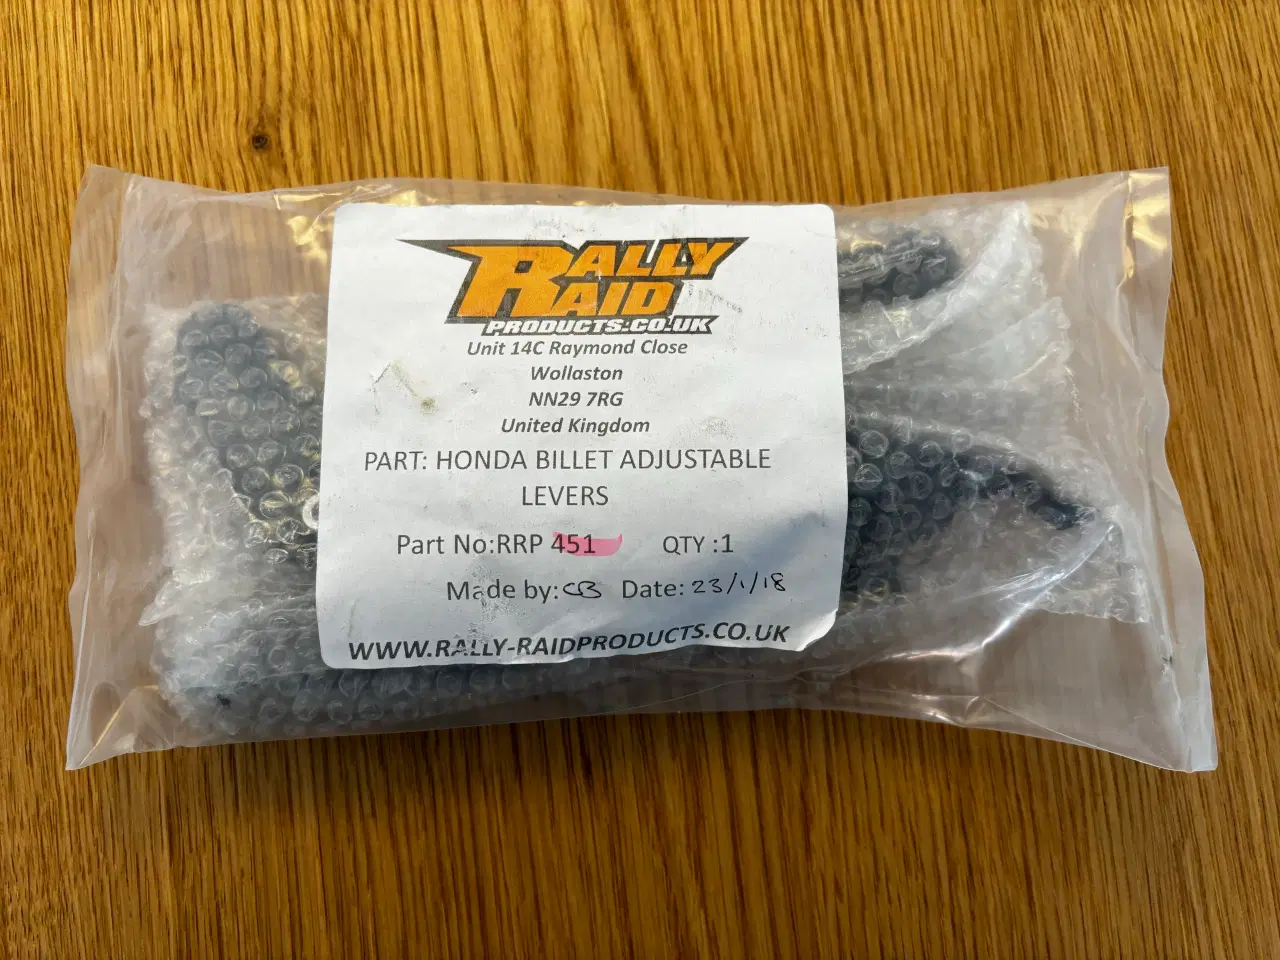 RALLY
RAID
PRODUCTS.CO.UK
Unit 14C Raymond Close
Wollaston
NN29 7RG
United Kingdom
PART: HONDA BILLET ADJUSTABLE
LEVERS
Part No:RRP 451 QTY :1
Made by: CB Date: 23/1/18
WWW.RALLY-RAIDPRODUCTS.CO.UK